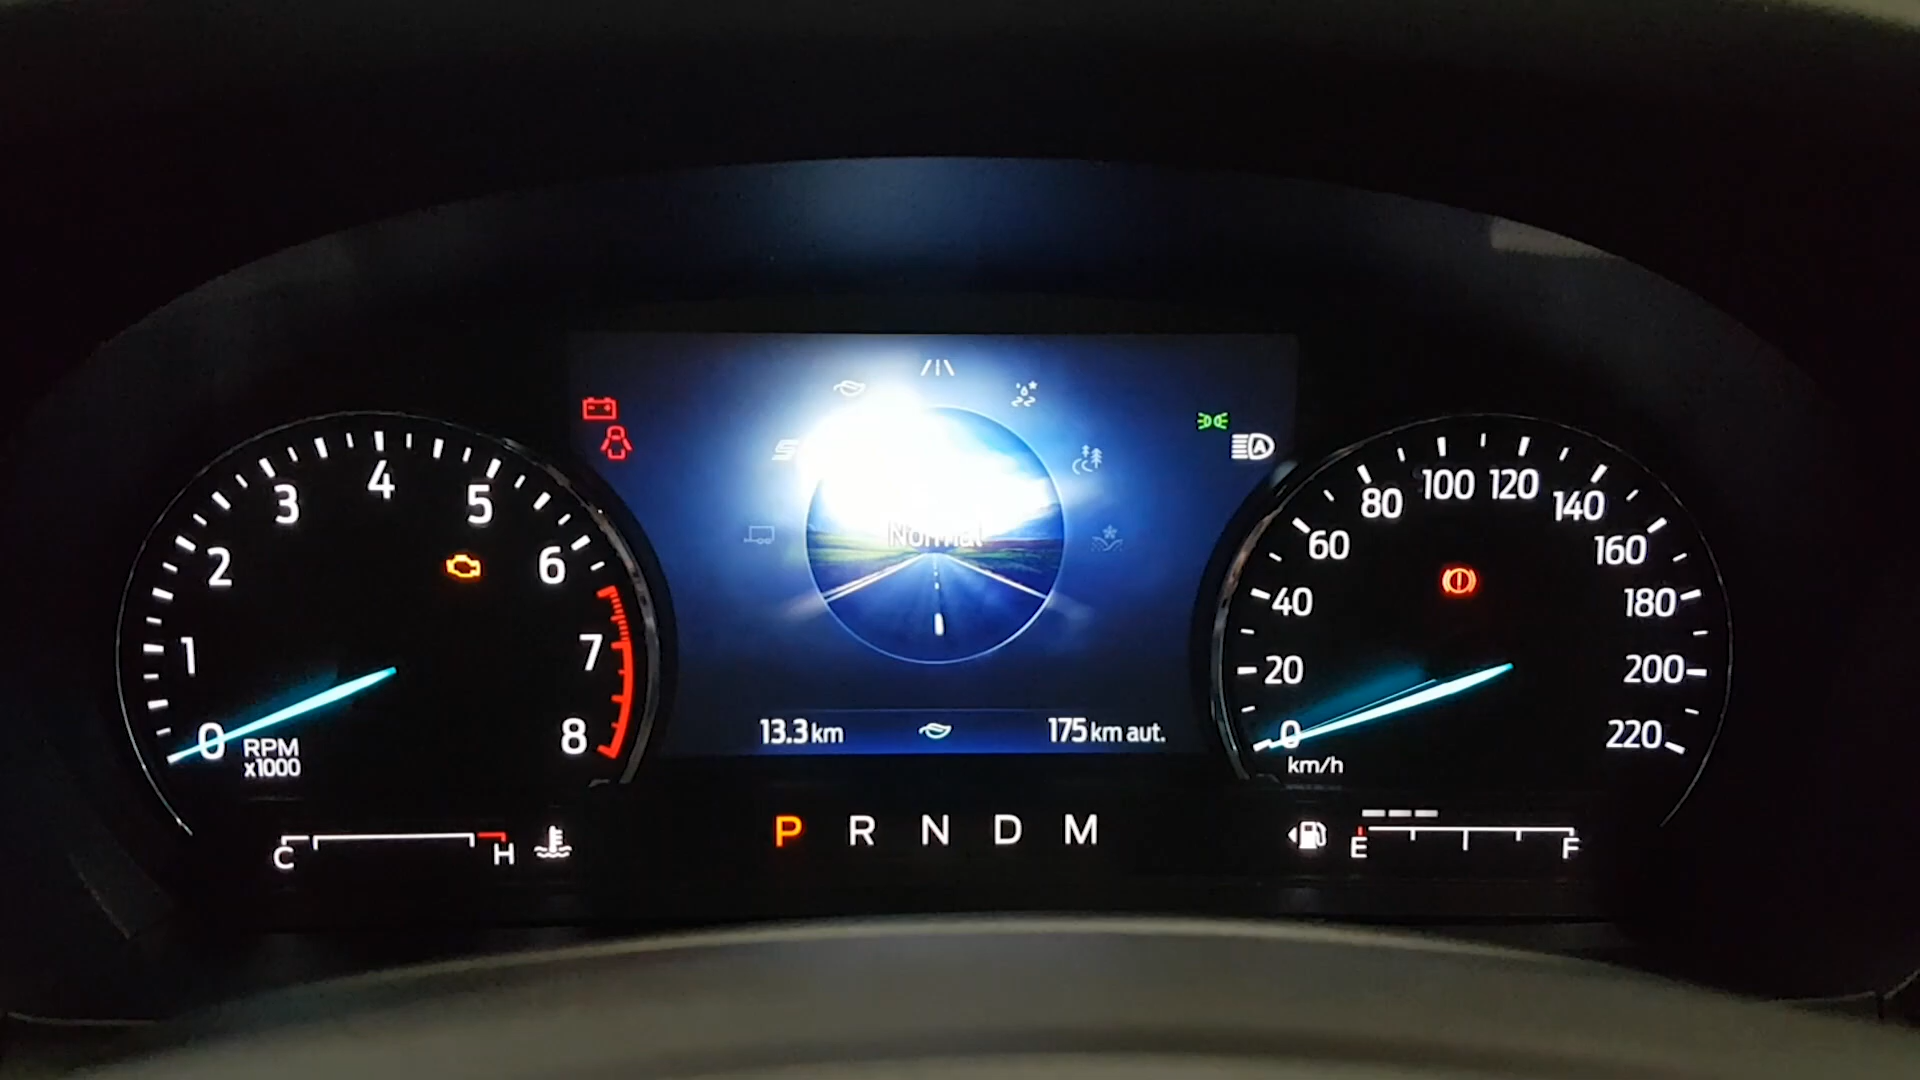 0 1 2 3 4 5 6 7 8
RPM
x1000
C H
Normal
13.3 km
175 km aut.
P R N D M
0 20 40 60 80 100 120 140 160 180 200 220
km/h
E F
A
S